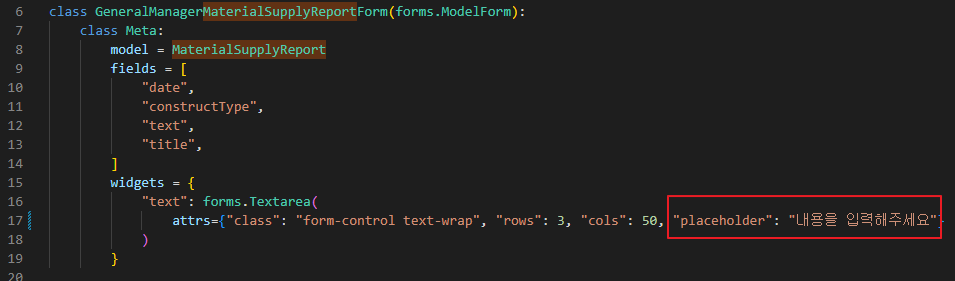 6 class GeneralManagerMaterialSupplyReportForm(forms.ModelForm):
7     class Meta:
8         model = MaterialSupplyReport
9         fields = [
10             "date",
11             "constructType",
12             "text",
13             "title",
14         ]
15         widgets = {
16             "text": forms.Textarea(
17                 attrs={"class": "form-control text-wrap", "rows": 3, "cols": 50, "placeholder": "내용을 입력해주세요"}
18             )
19         }
20